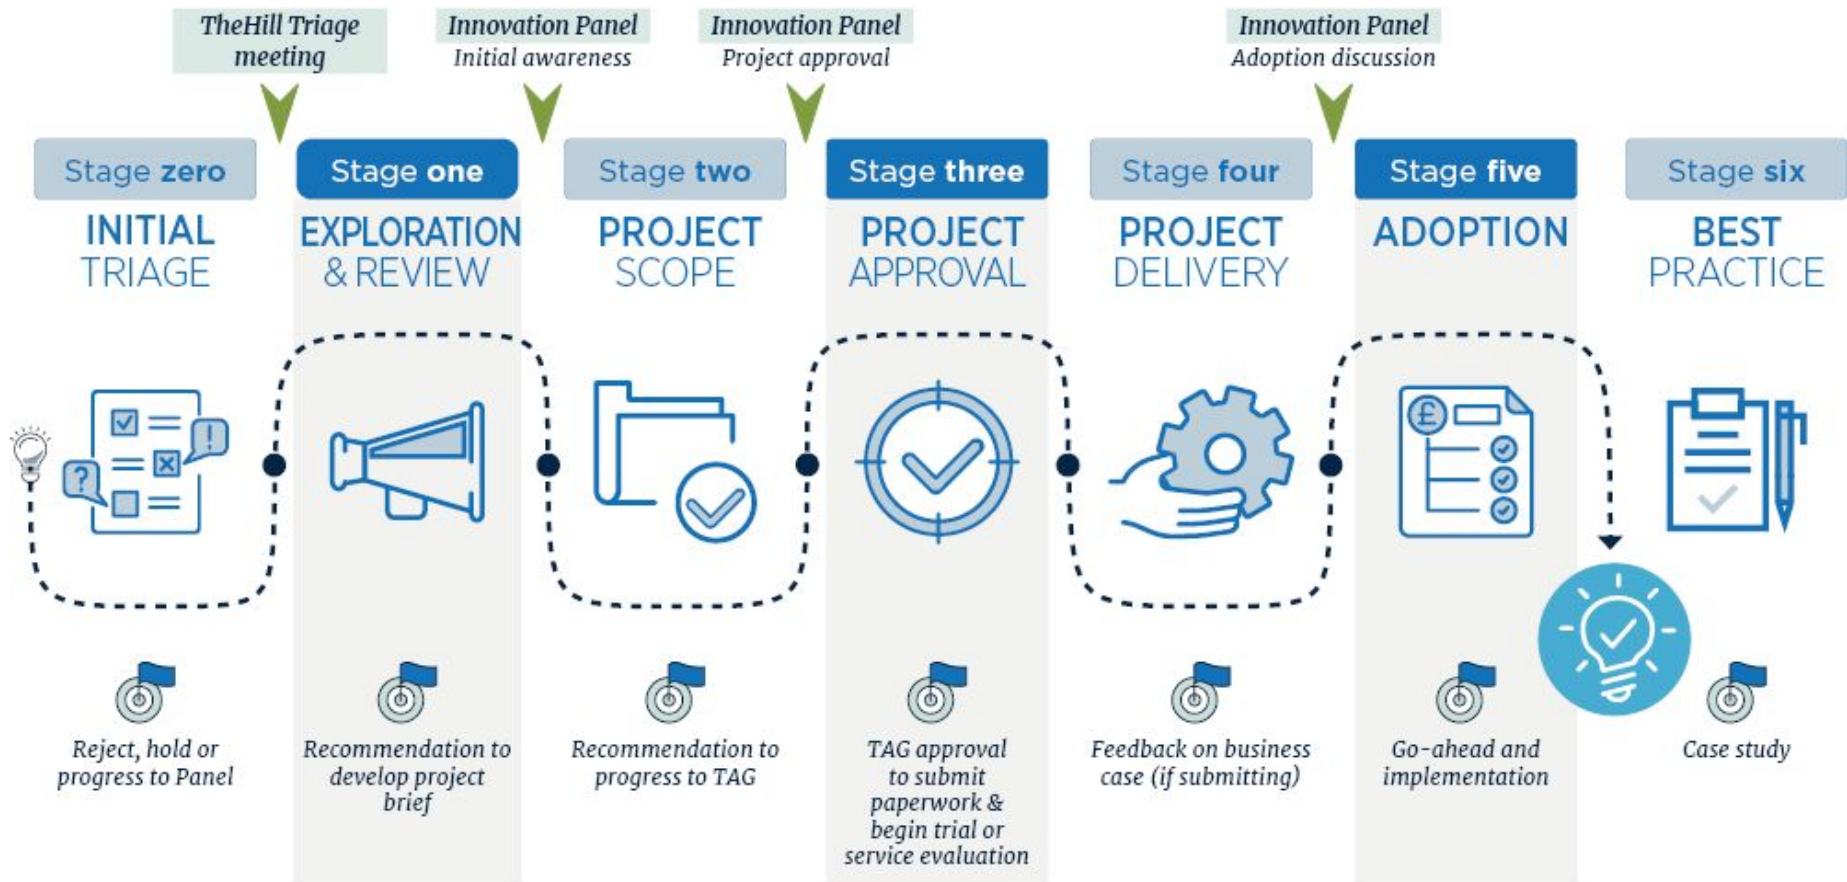 TheHill Triage
meeting
Innovation Panel
Initial awareness
Innovation Panel
Project approval
Innovation Panel
Adoption discussion
Stage zero
INITIAL
TRIAGE
Stage one
EXPLORATION
& REVIEW
Stage two
PROJECT
SCOPE
Stage three
PROJECT
APPROVAL
Stage four
PROJECT
DELIVERY
Stage five
ADOPTION
Stage six
BEST
PRACTICE
!
?
£
Reject, hold or
progress to Panel
Recommendation to
develop project
brief
Recommendation to
progress to TAG
TAG approval
to submit
paperwork &
begin trial or
service evaluation
Feedback on business
case (if submitting)
Go-ahead and
implementation
Case study